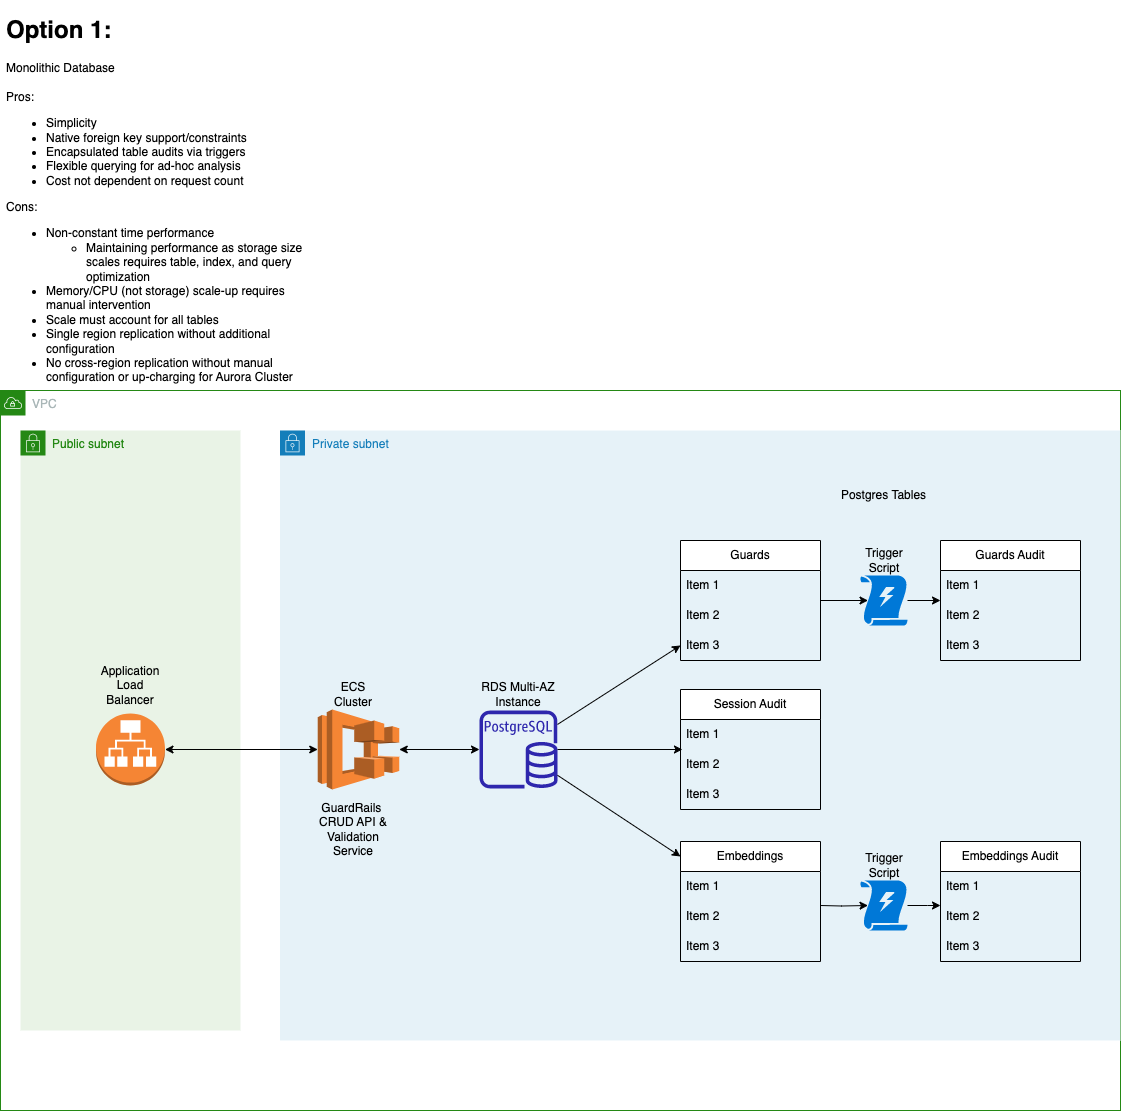 Option 1:
Monolithic Database
Pros:
Simplicity
Native foreign key support/constraints
Encapsulated table audits via triggers
Flexible querying for ad-hoc analysis
Cost not dependent on request count
Cons:
Non-constant time performance
Maintaining performance as storage size
scales requires table, index, and query
optimization
Memory/CPU (not storage) scale-up requires
manual intervention
Scale must account for all tables
Single region replication without additional
configuration
No cross-region replication without manual
configuration or up-charging for Aurora Cluster
VPC
Public subnet
Private subnet
Application
Load
Balancer
ECS
Cluster
GuardRails
CRUD API &
Validation
Service
RDS Multi-AZ
Instance
PostgreSQL
Postgres Tables
Guards
Item 1
Item 2
Item 3
Trigger
Script
Guards Audit
Item 1
Item 2
Item 3
Session Audit
Item 1
Item 2
Item 3
Embeddings
Item 1
Item 2
Item 3
Trigger
Script
Embeddings Audit
Item 1
Item 2
Item 3